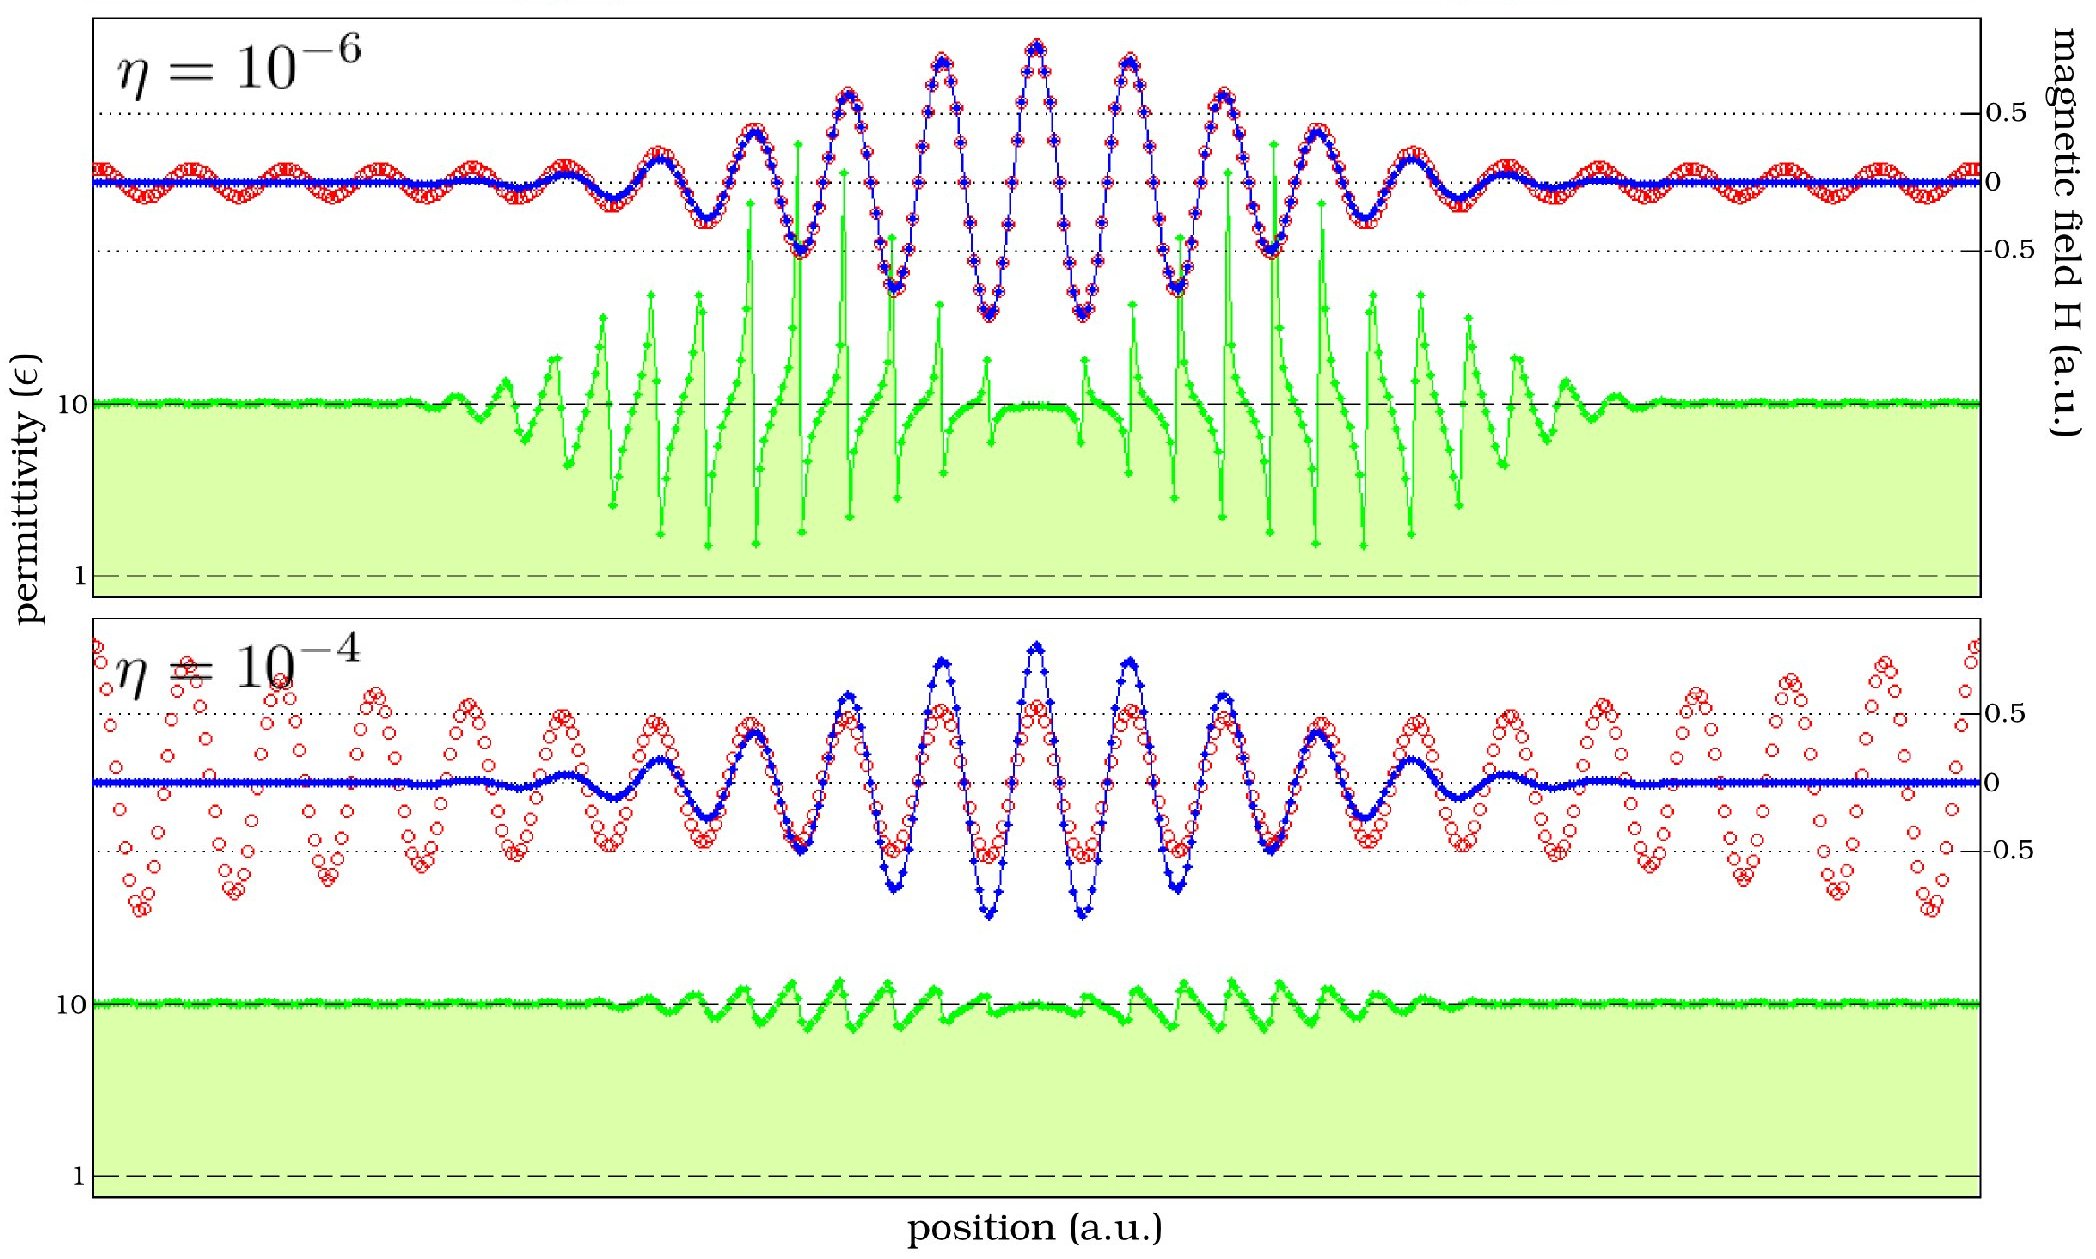 η = 10⁻⁶
magnetic field H (a.u.)
0.5
0
-0.5
permittivity (ϵ)
10
1
η = 10⁻⁴
0.5
0
-0.5
10
1
position (a.u.)